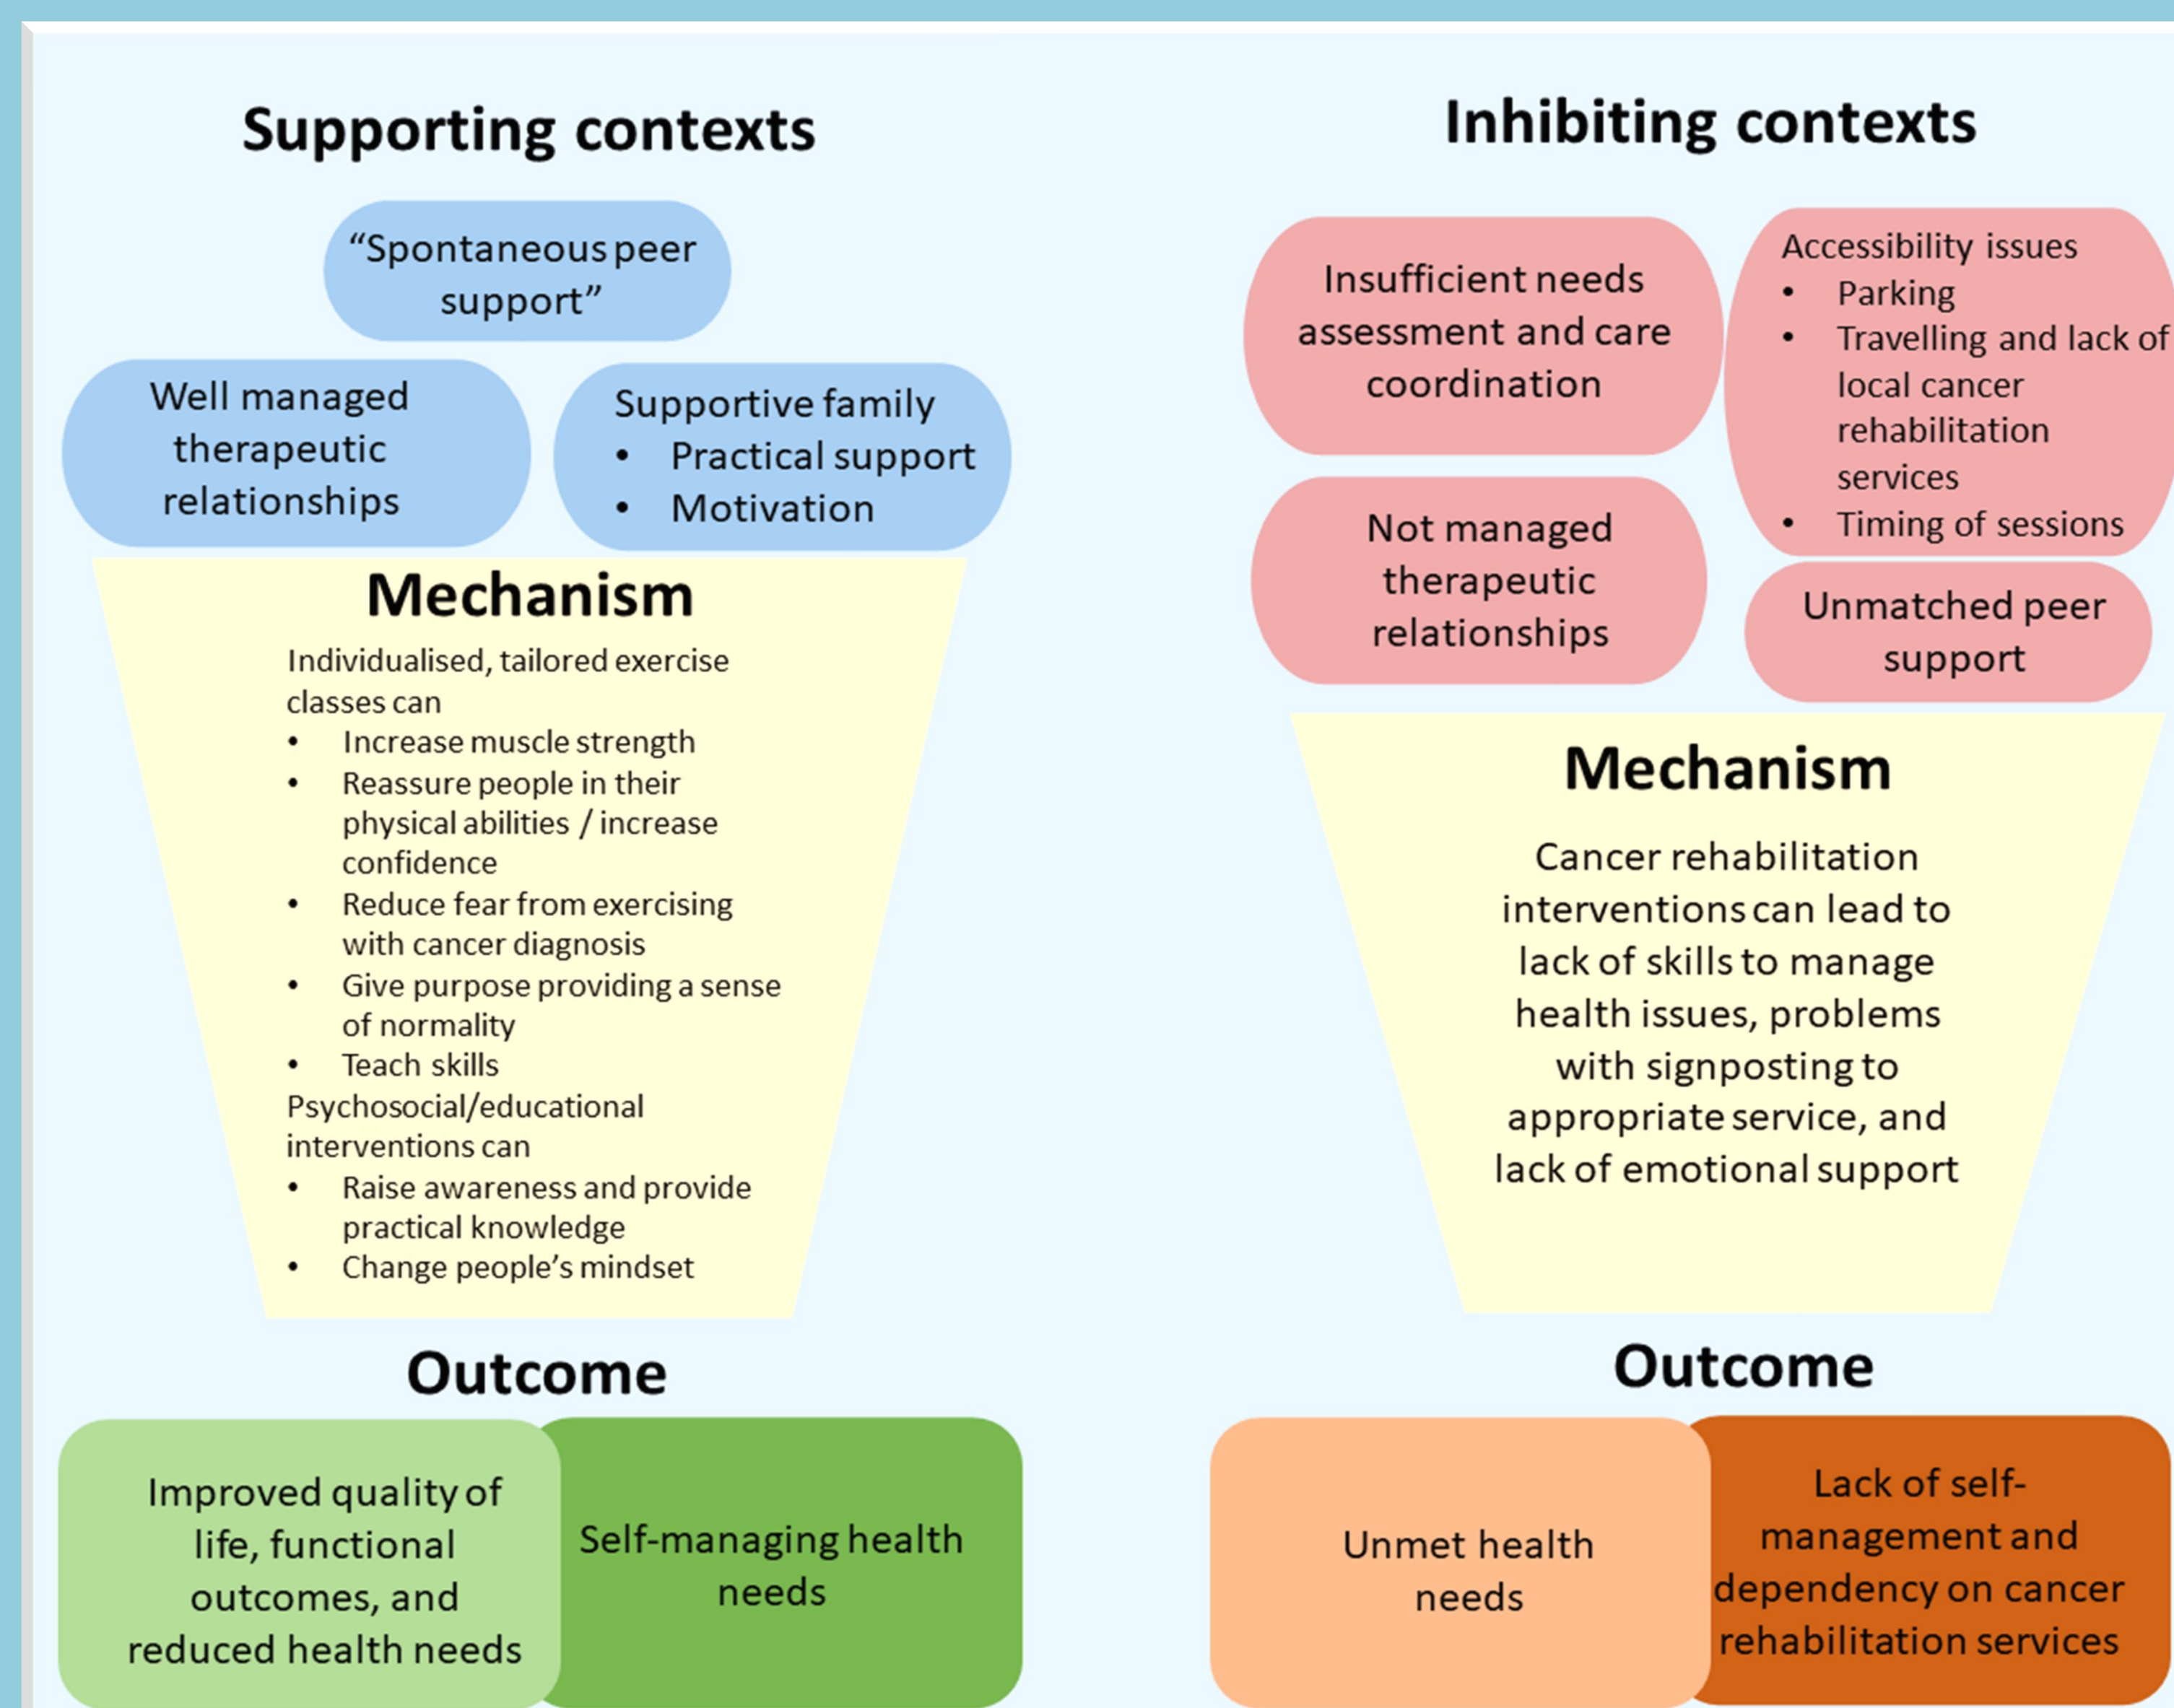 Supporting contexts
“Spontaneous peer
support”
Well managed
therapeutic
relationships
Supportive family
• Practical support
• Motivation
Mechanism
Individualised, tailored exercise
classes can
• Increase muscle strength
• Reassure people in their
physical abilities / increase
confidence
• Reduce fear from exercising
with cancer diagnosis
• Give purpose providing a sense
of normality
• Teach skills
Psychosocial/educational
interventions can
• Raise awareness and provide
practical knowledge
• Change people’s mindset
Outcome
Improved quality of
life, functional
outcomes, and
reduced health needs
Self-managing health
needs
Inhibiting contexts
Insufficient needs
assessment and care
coordination
Accessibility issues
• Parking
• Travelling and lack of
local cancer
rehabilitation
services
• Timing of sessions
Not managed
therapeutic
relationships
Unmatched peer
support
Mechanism
Cancer rehabilitation
interventions can lead to
lack of skills to manage
health issues, problems
with signposting to
appropriate service, and
lack of emotional support
Outcome
Unmet health
needs
Lack of self-
management and
dependency on cancer
rehabilitation services